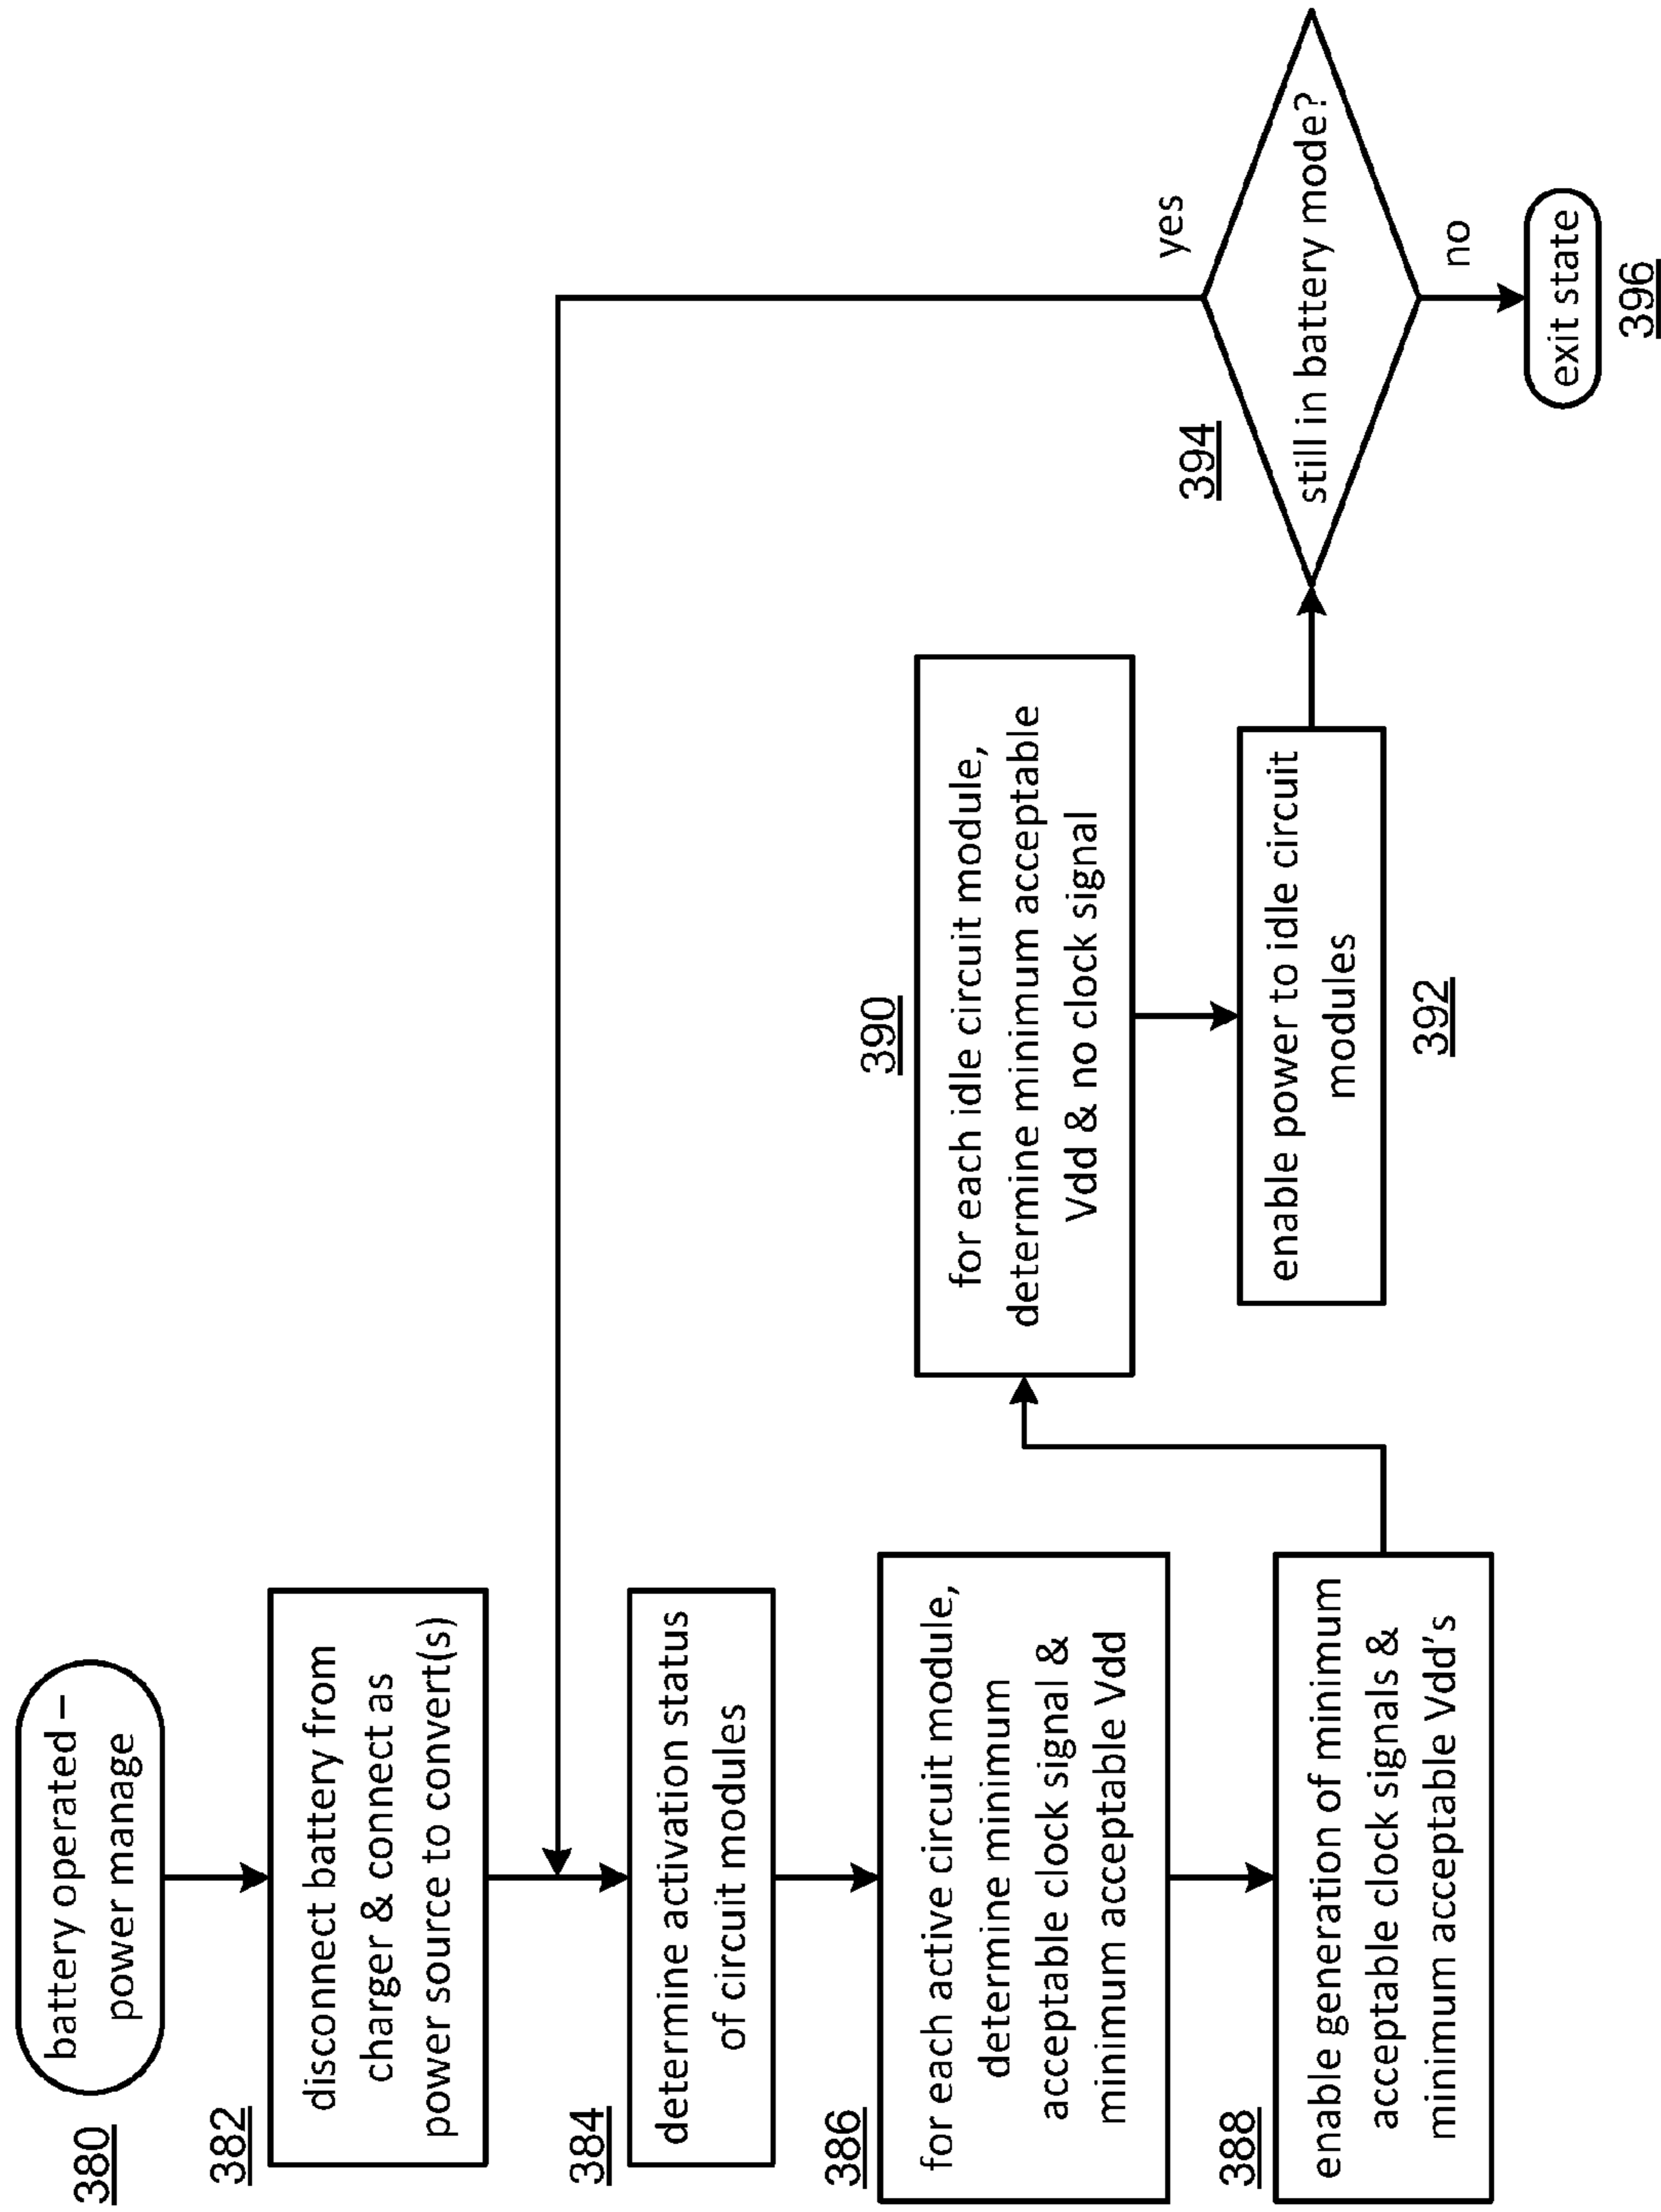 380
battery operated –
power manage
382
disconnect battery from
charger & connect as
power source to convert(s)
384
determine activation status
of circuit modules
386
for each active circuit module,
determine minimum
acceptable clock signal &
minimum acceptable Vdd
388
enable generation of minimum
acceptable clock signals &
minimum acceptable Vdd's
390
for each idle circuit module,
determine minimum acceptable
Vdd & no clock signal
enable power to idle circuit
modules
392
394
still in battery mode?
yes
no
exit state
396